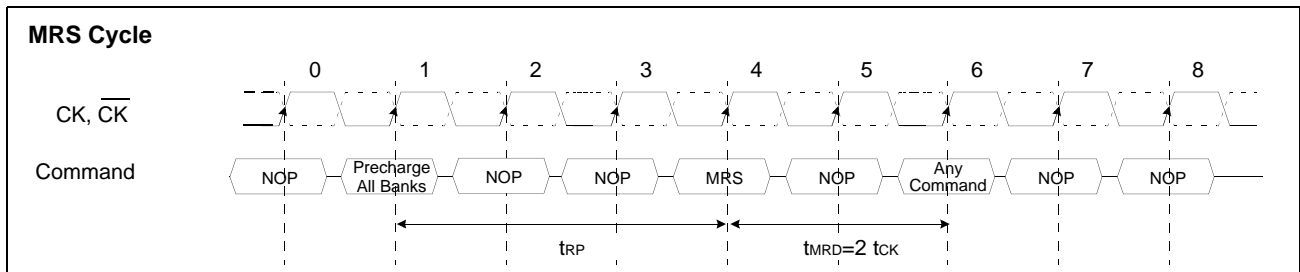 MRS Cycle
0 1 2 3 4 5 6 7 8
CK, C̅K̅
Command
NOP Precharge All Banks NOP NOP MRS NOP Any Command NOP NOP
tRP tMRD=2 tCK